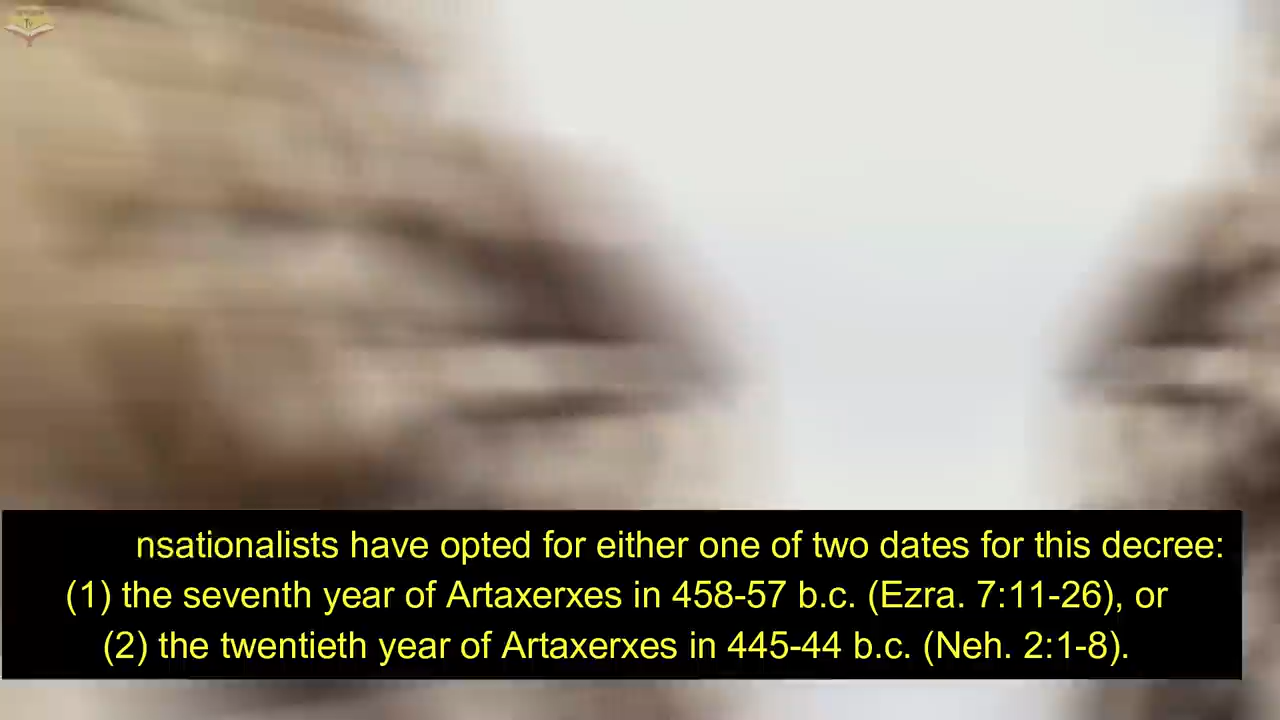 nsationalists have opted for either one of two dates for this decree:
(1) the seventh year of Artaxerxes in 458-57 b.c. (Ezra. 7:11-26), or
(2) the twentieth year of Artaxerxes in 445-44 b.c. (Neh. 2:1-8).